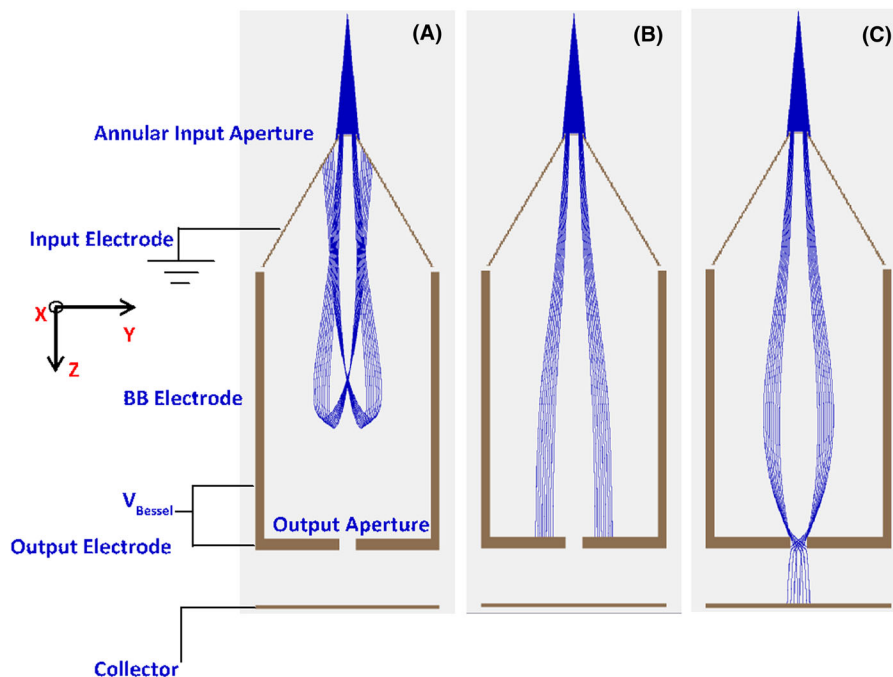 (A)
(B)
(C)
Annular Input Aperture
Input Electrode
X
Y
Z
BB Electrode
V Bessel
Output Aperture
Output Electrode
Collector